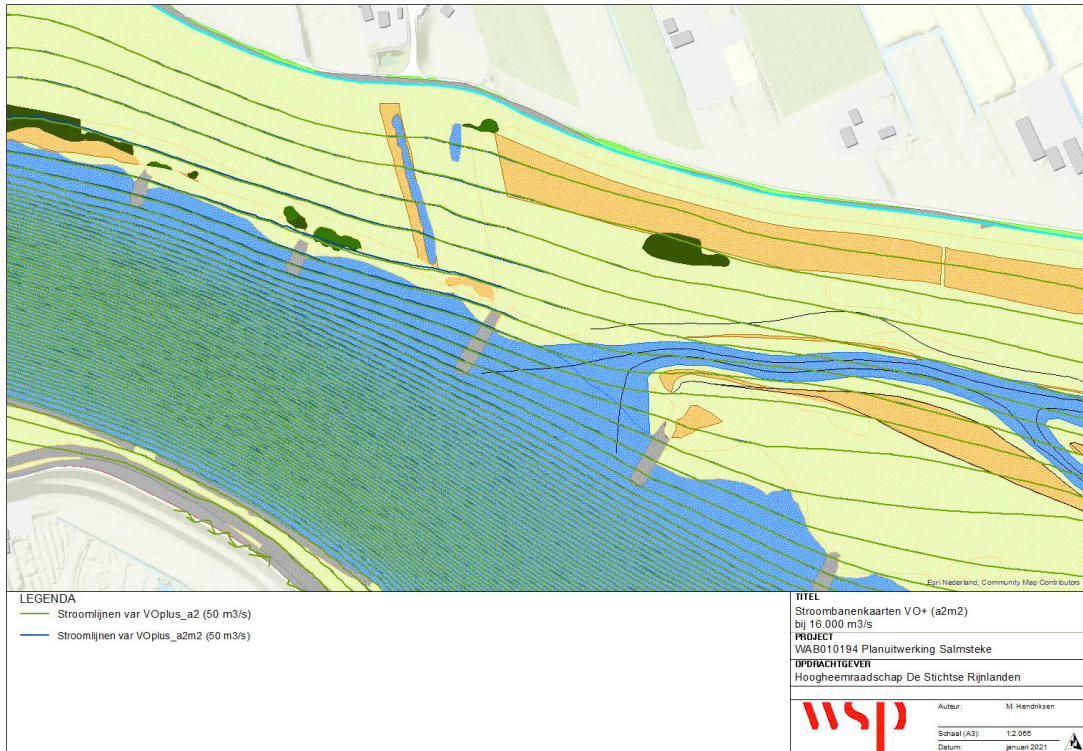 Esri Nederland, Community Map Contributors
LEGENDA
Stroomlijnen var VOplus_a2 (50 m3/s)
Stroomlijnen var VOplus_a2m2 (50 m3/s)
TITEL
Stroombanenkaarten VO+ (a2m2)
bij 16.000 m3/s
PROJECT
WAB010194 Planuitwerking Salmsteke
OPDRACHTGEVER
Hoogheemraadschap De Stichtse Rijnlanden
wsp
Auteur: M. Hendriksen
Schaal (A3): 1:2.065
Datum: januari 2021